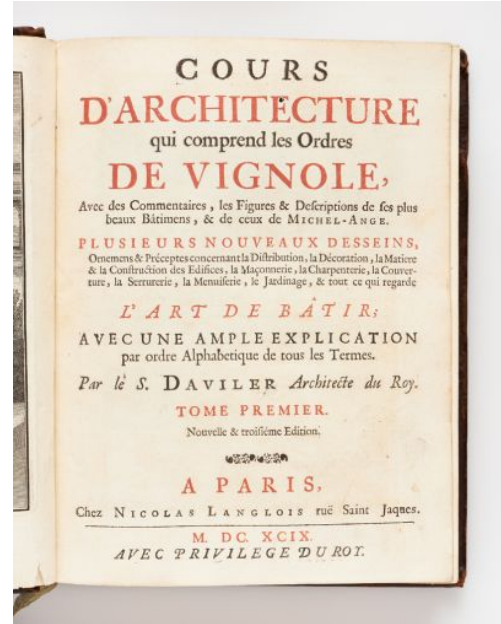 COURS
D'ARCHITECTURE
qui comprend les Ordres
DE VIGNOLE,
Avec des Commentaires, les Figures & Deſcriptions de ſes plus
beaux Bâtimens, & de ceux de MICHEL-ANGE.
PLUSIEURS NOUVEAUX DESSEINS,
Ornemens & Préceptes concernant la Diſtribution, la Décoration, la Matiere
& la Conſtruction des Edifices, la Maçonnerie, la Charpenterie, la Couver-
ture, la Serrurerie, la Menuiſerie, le Jardinage, & tout ce qui regarde
L'ART DE BÂTIR;
AVEC UNE AMPLE EXPLICATION
par ordre Alphabetique de tous les Termes.
Par le S. DAVILER Architecte du Roy.
TOME PREMIER.
Nouvelle & troiſiéme Edition.
A PARIS,
Chez NICOLAS LANGLOIS ruë Saint Jaques.
M. DC. XCIX.
AVEC PRIVILEGE DU ROY.